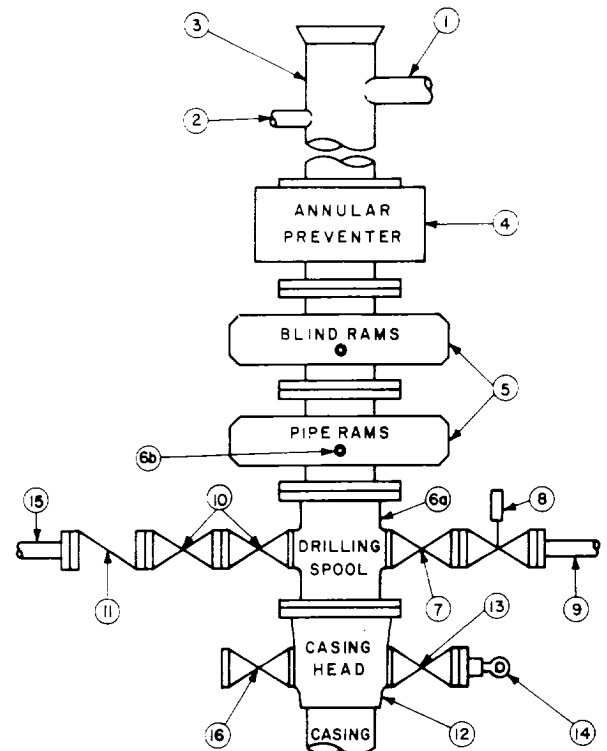 1
3
2
ANNULAR
PREVENTER
4
BLIND RAMS
5
PIPE RAMS
6b
15
10
6a
8
DRILLING
SPOOL
11
7
13
9
CASING
HEAD
16
12
14
CASING